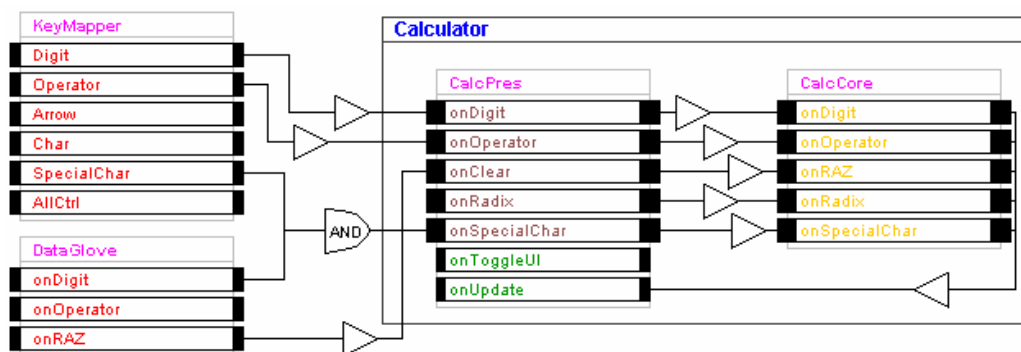 KeyMapper
Digit
Operator
Arrow
Char
SpecialChar
AllCtrl
DataGlove
onDigit
onOperator
onRAZ
AND
Calculator
CalcPres
onDigit
onOperator
onClear
onRadix
onSpecialChar
onToggleUI
onUpdate
CalcCore
onDigit
onOperator
onRAZ
onRadix
onSpecialChar